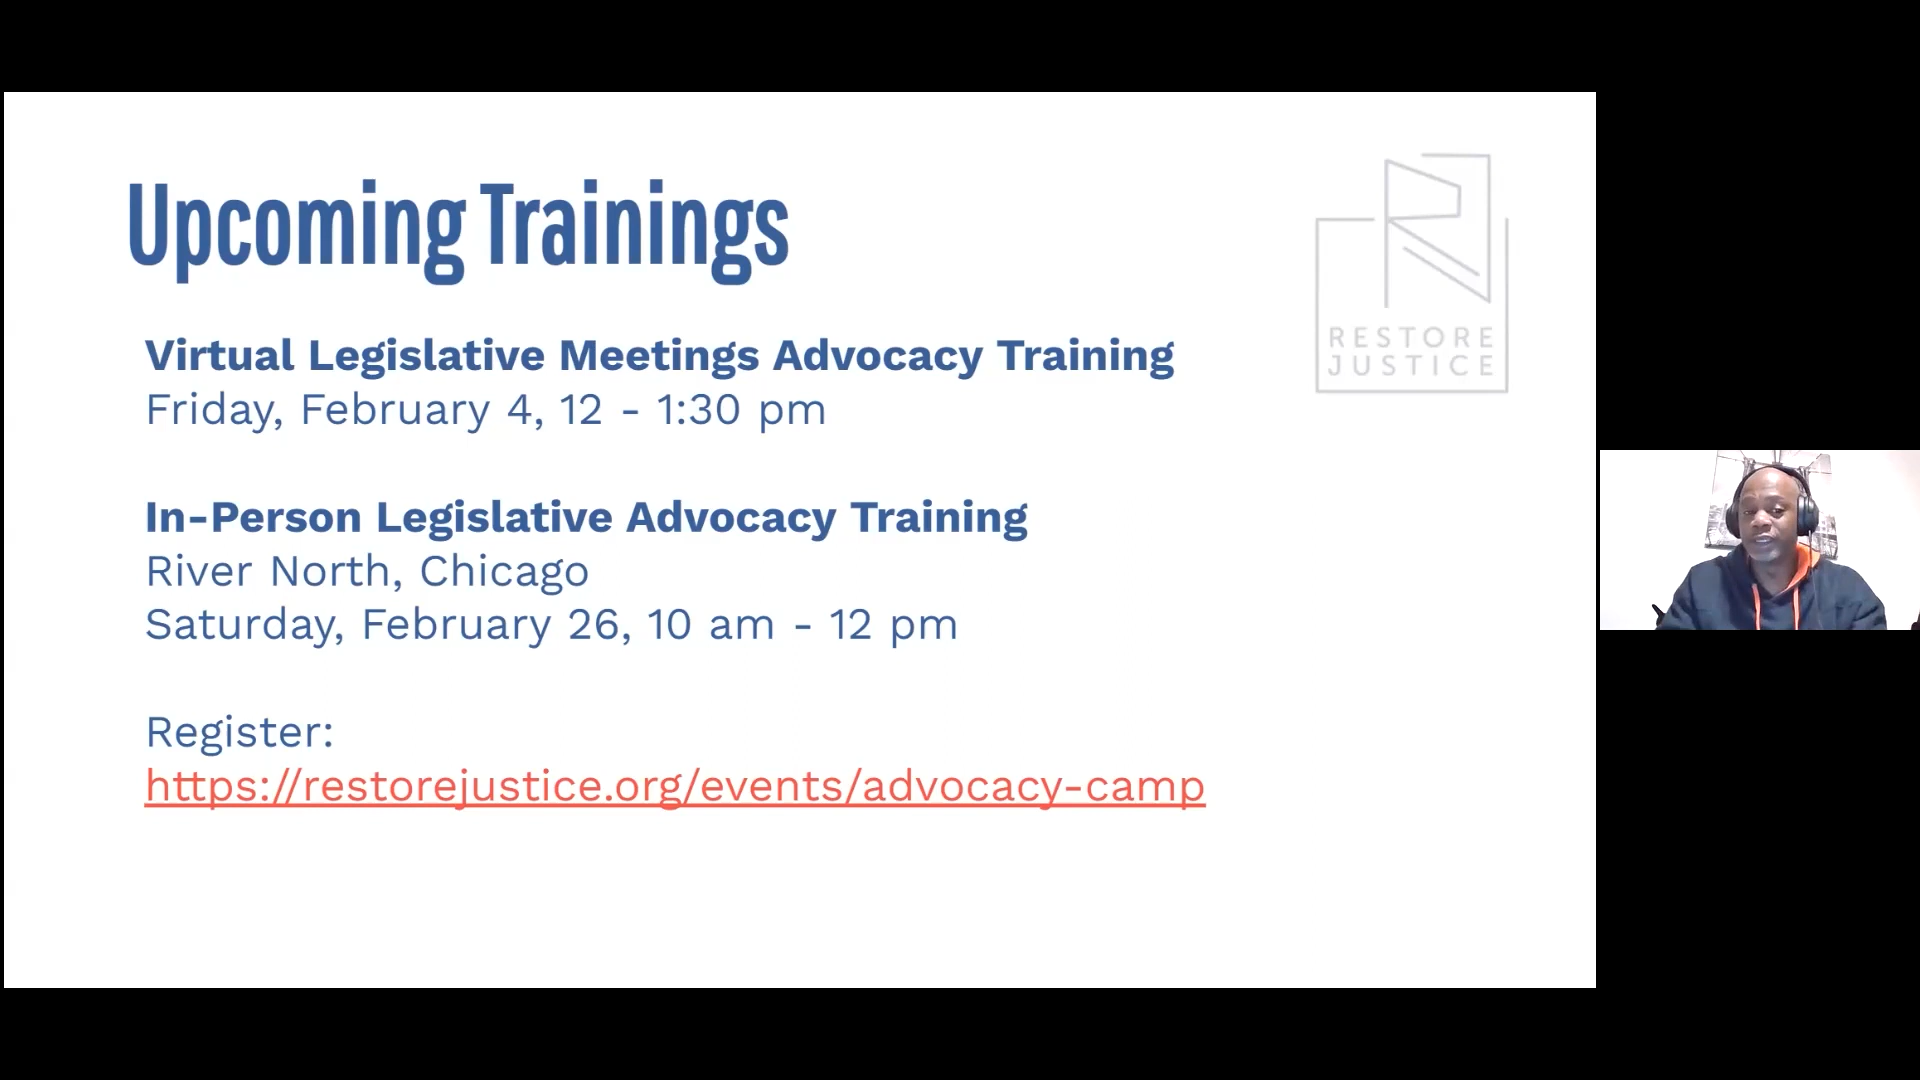 Upcoming Trainings
RESTORE
JUSTICE
Virtual Legislative Meetings Advocacy Training
Friday, February 4, 12 - 1:30 pm
In-Person Legislative Advocacy Training
River North, Chicago
Saturday, February 26, 10 am - 12 pm
Register:
https://restorejustice.org/events/advocacy-camp